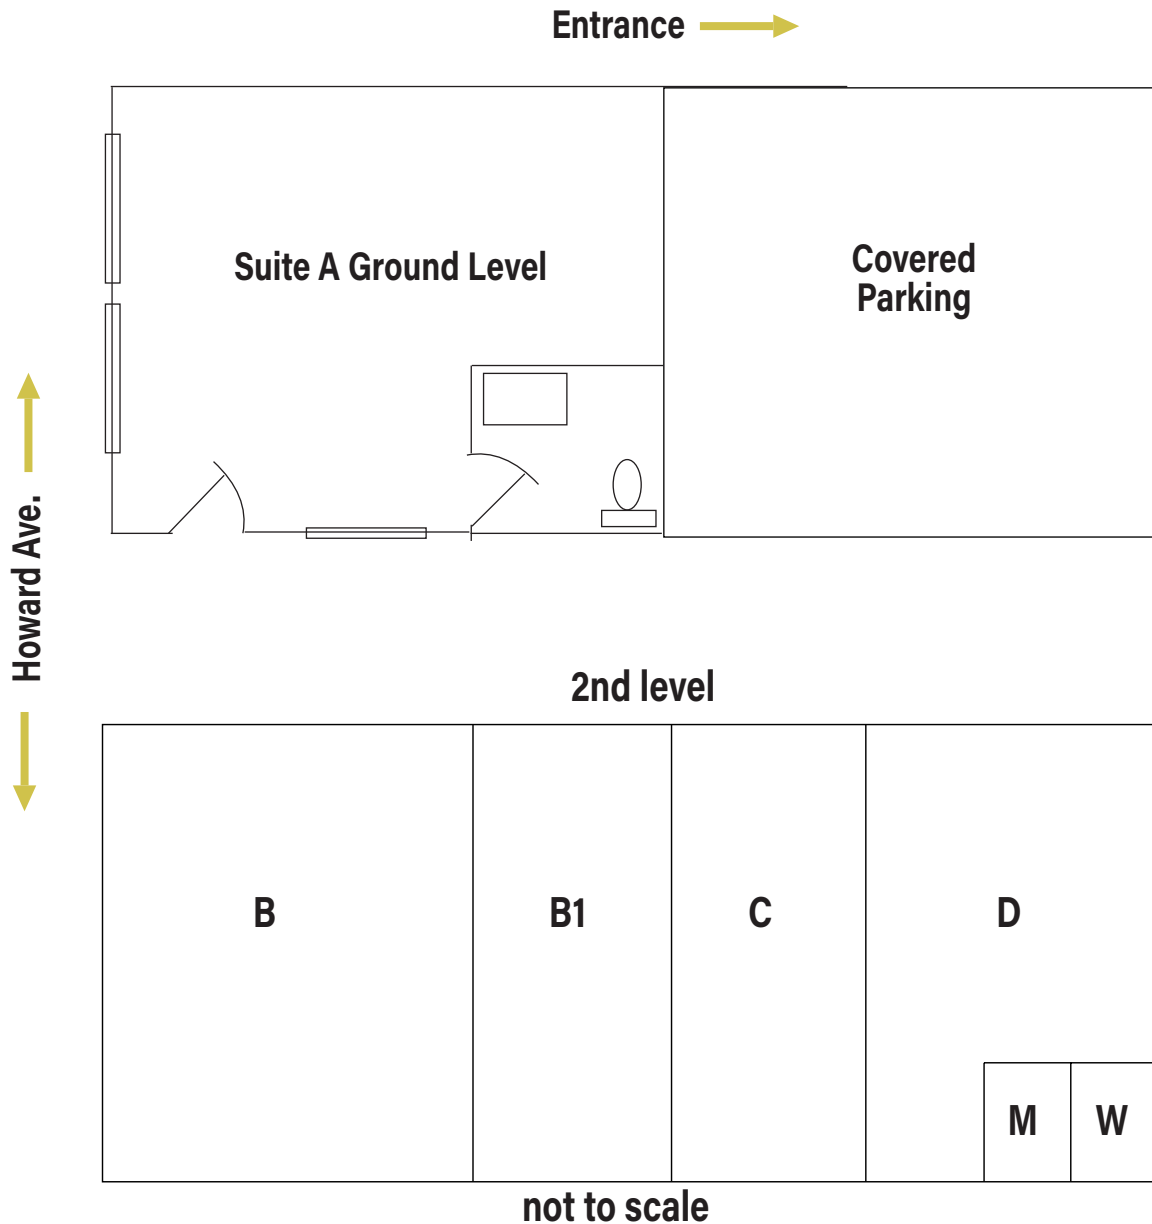 Entrance
Suite A Ground Level
Covered
Parking
Howard Ave.
2nd level
B
B1
C
D
M
W
not to scale